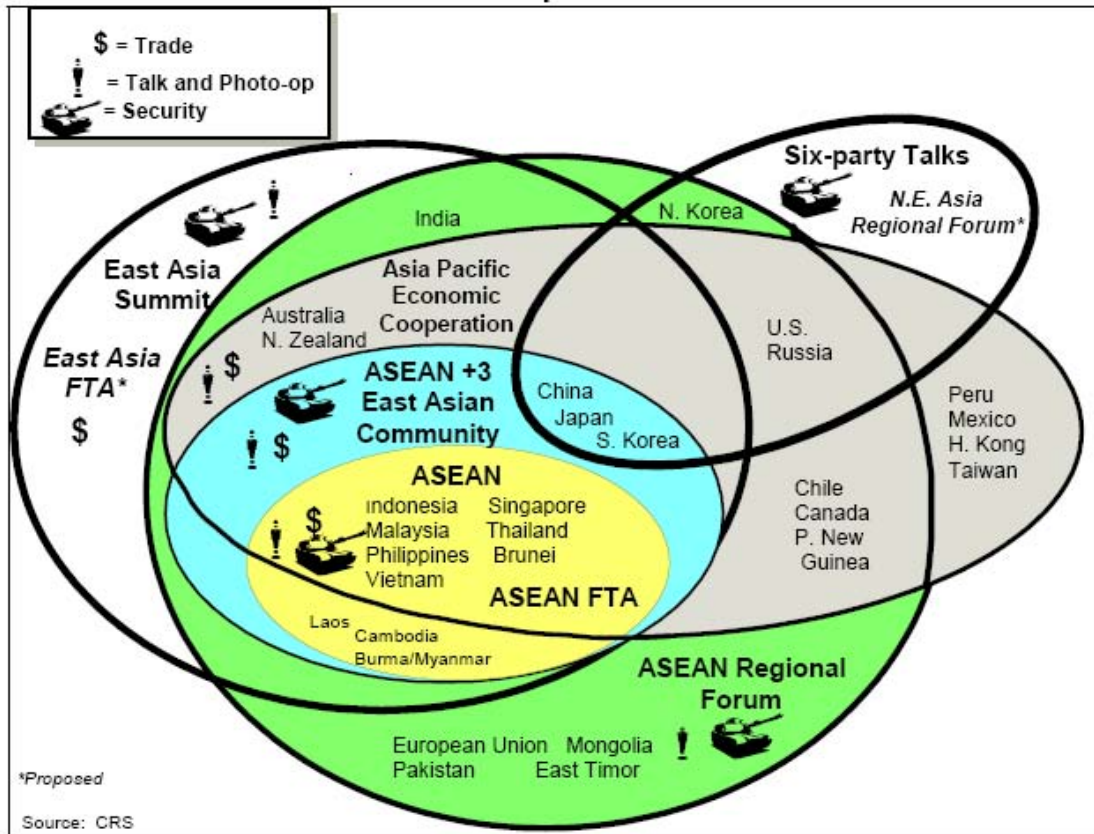 $ = Trade
! = Talk and Photo-op
= Security
Six-party Talks
N.E. Asia
Regional Forum*
!
India
N. Korea
East Asia
Summit
Asia Pacific
Economic
Cooperation
Australia
N. Zealand
U.S.
Russia
East Asia
FTA*
$
! $
ASEAN +3
East Asian
Community
China
Japan
S. Korea
Peru
Mexico
H. Kong
Taiwan
! $
ASEAN
Indonesia Singapore
Malaysia Thailand
Philippines Brunei
Vietnam
! $
Chile
Canada
P. New
Guinea
ASEAN FTA
Laos
Cambodia
Burma/Myanmar
ASEAN Regional
Forum
European Union Mongolia !
Pakistan East Timor
*Proposed
Source: CRS